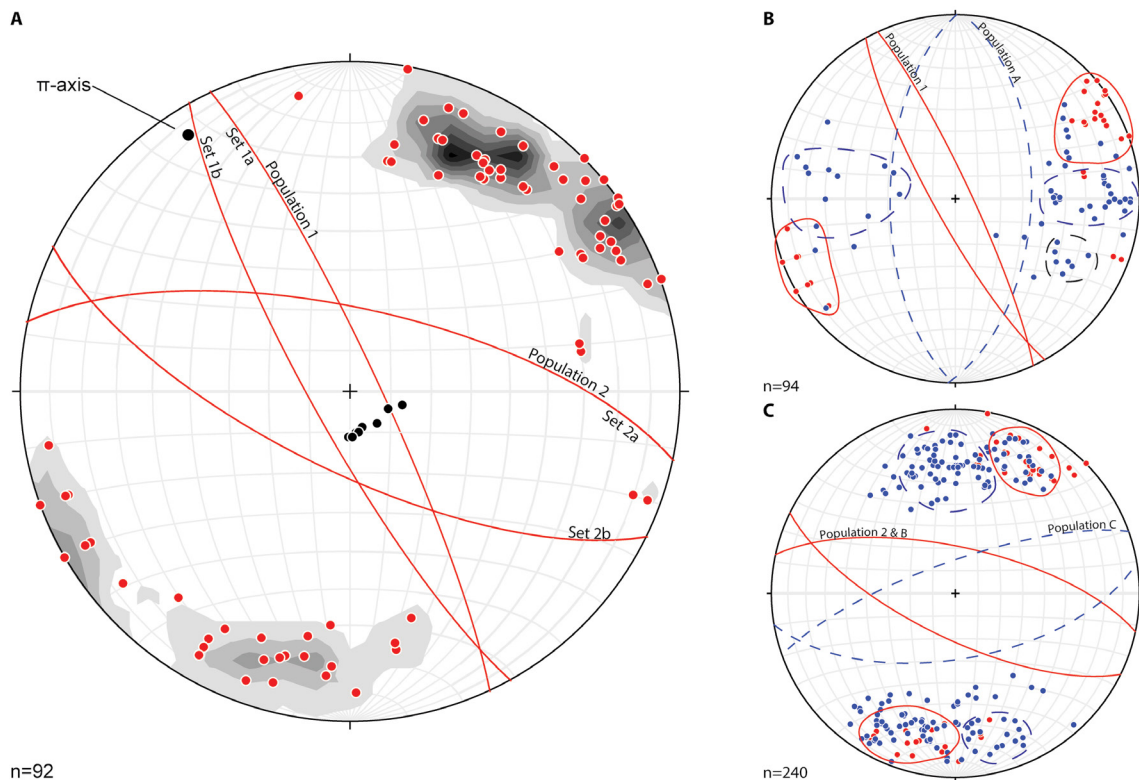 A
π-axis
Set 1b
Set 1a
Population 1
Population 2
Set 2a
Set 2b
n=92
B
Population 1
Population A
n=94
C
Population 2 & B
Population C
n=240